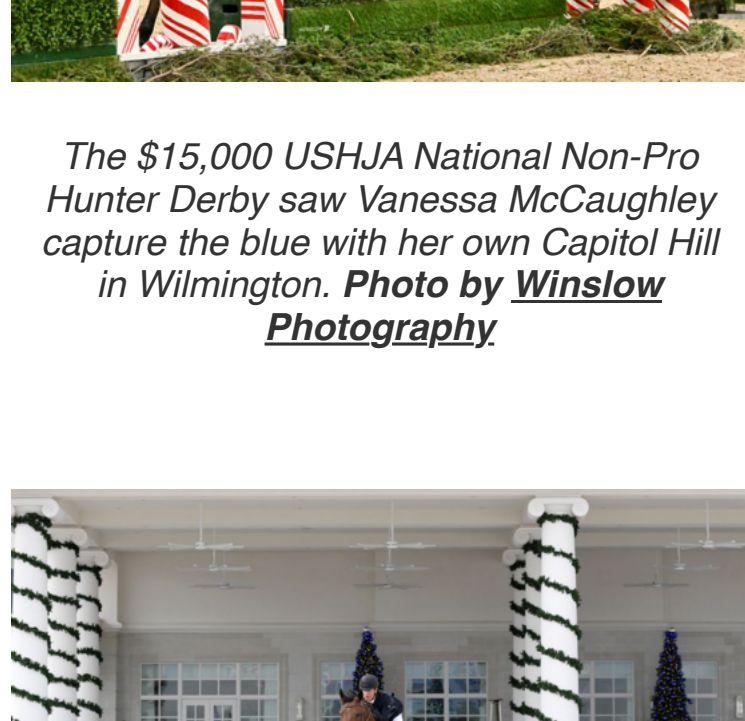 The $15,000 USHJA National Non-Pro
Hunter Derby saw Vanessa McCaughley
capture the blue with her own Capitol Hill
in Wilmington. Photo by Winslow
Photography